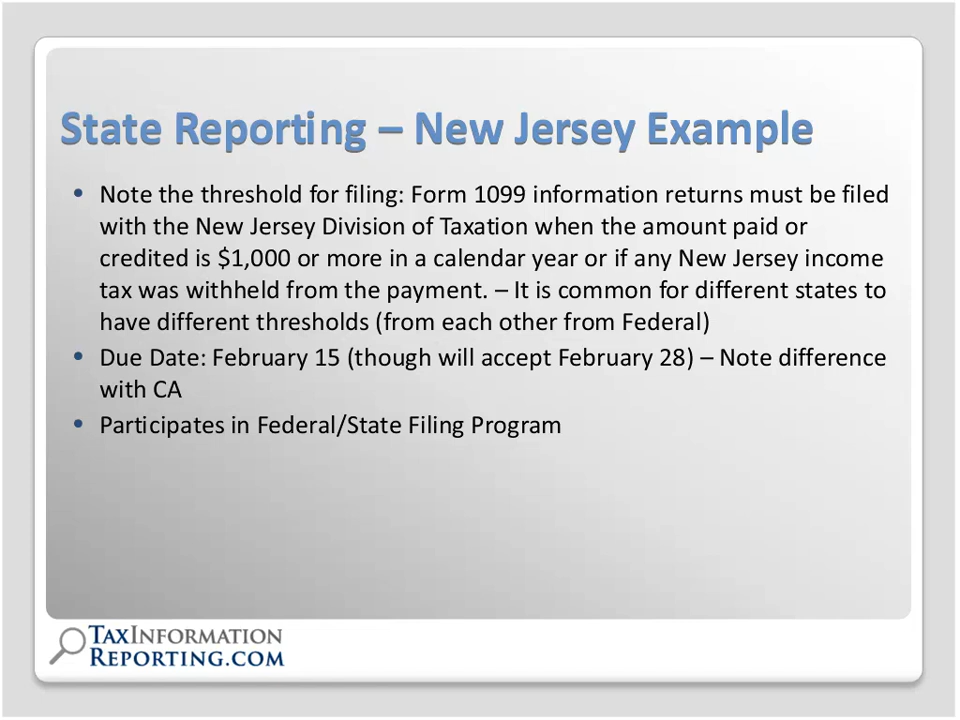 State Reporting – New Jersey Example
• Note the threshold for filing: Form 1099 information returns must be filed
with the New Jersey Division of Taxation when the amount paid or
credited is $1,000 or more in a calendar year or if any New Jersey income
tax was withheld from the payment. – It is common for different states to
have different thresholds (from each other from Federal)
• Due Date: February 15 (though will accept February 28) – Note difference
with CA
• Participates in Federal/State Filing Program
TAXINFORMATION
REPORTING.COM